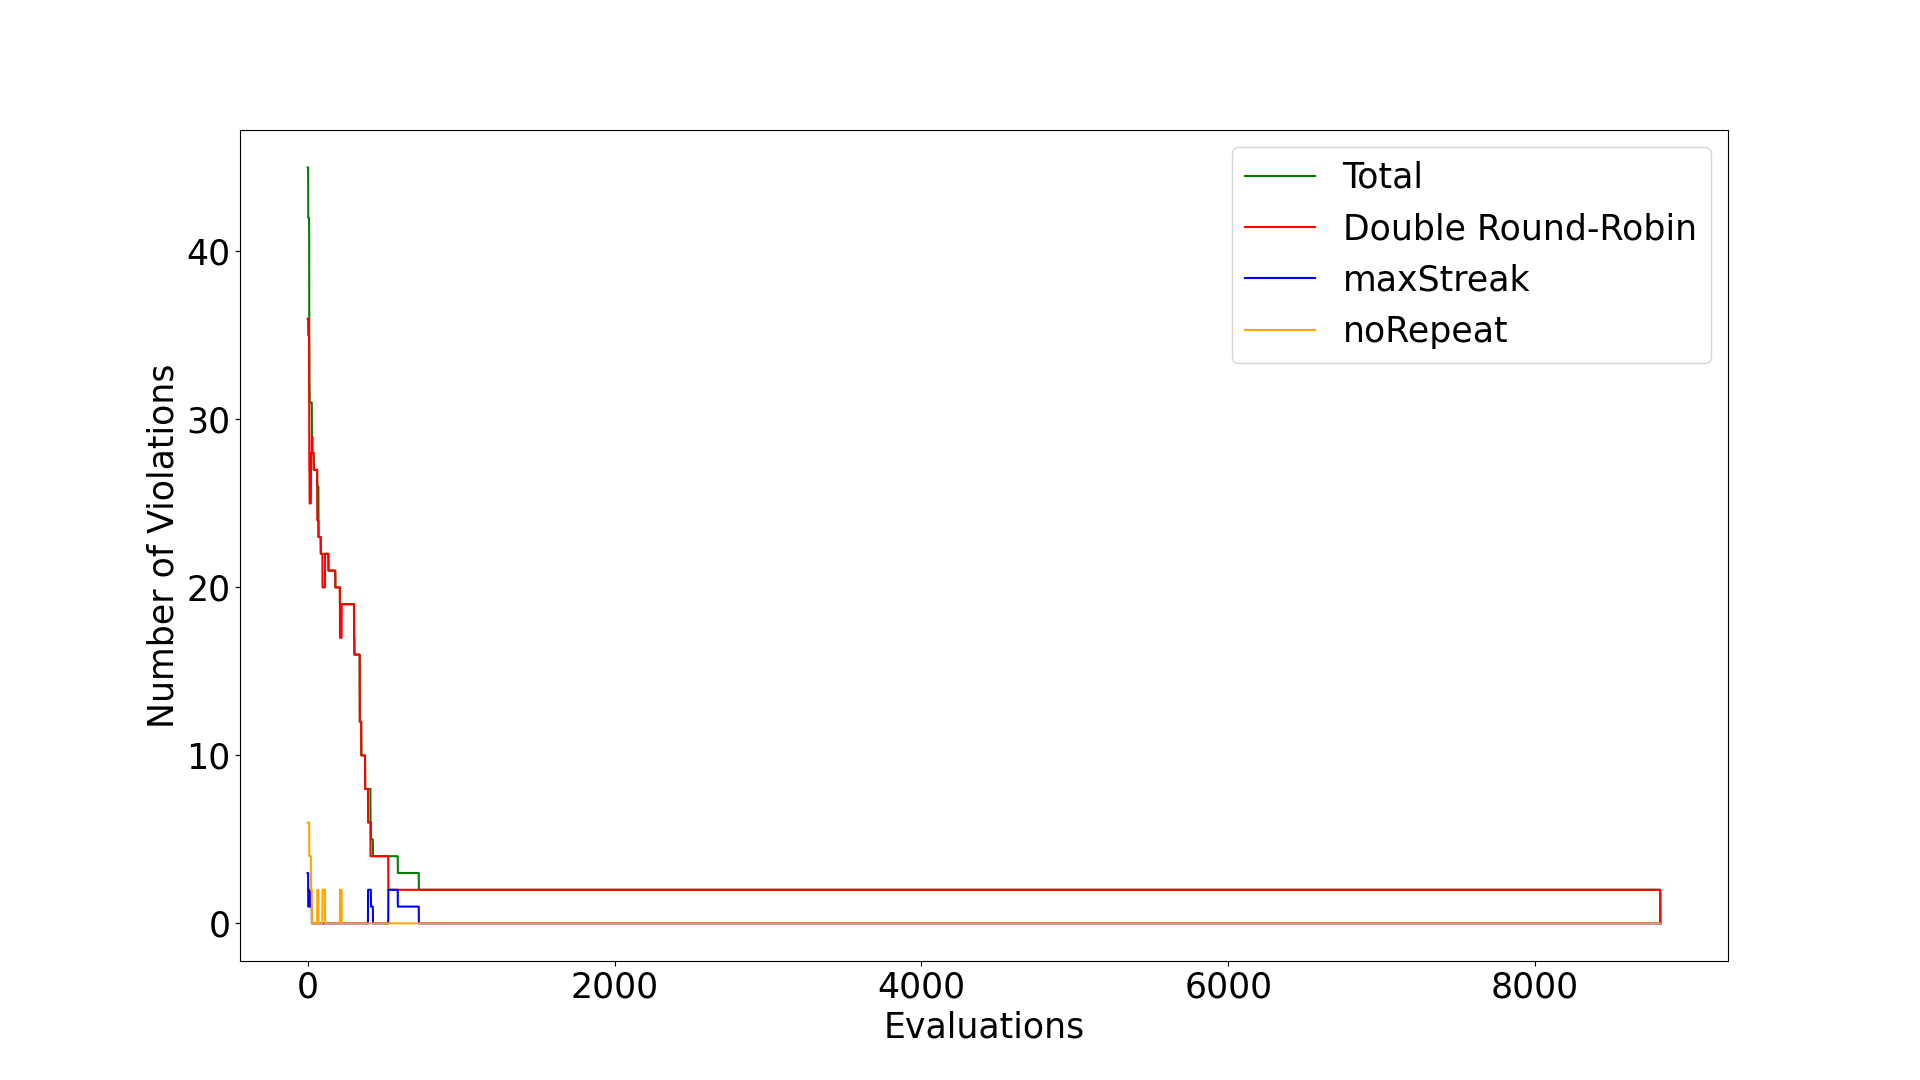 Total
Double Round-Robin
maxStreak
noRepeat
Number of Violations
40
30
20
10
0
0 2000 4000 6000 8000
Evaluations